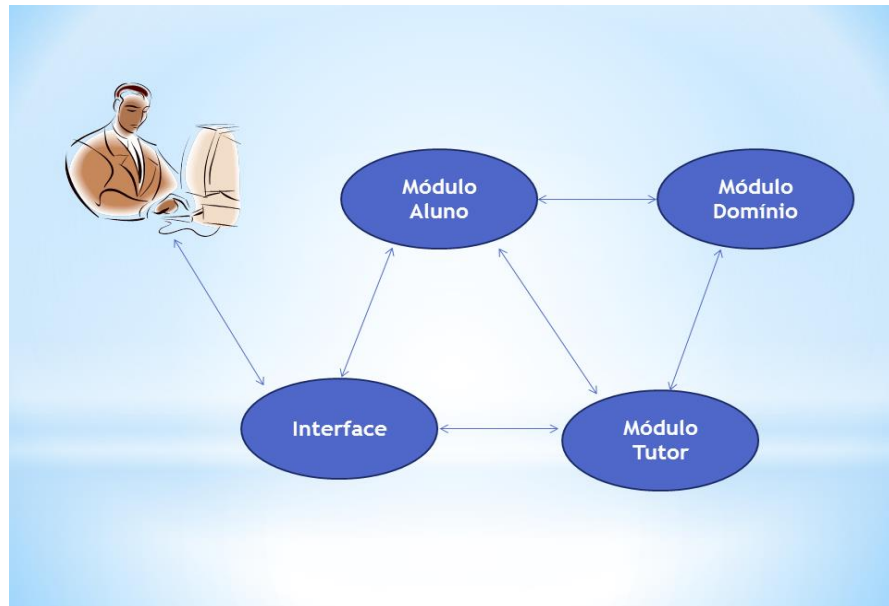 Módulo
Aluno
Módulo
Domínio
Interface
Módulo
Tutor